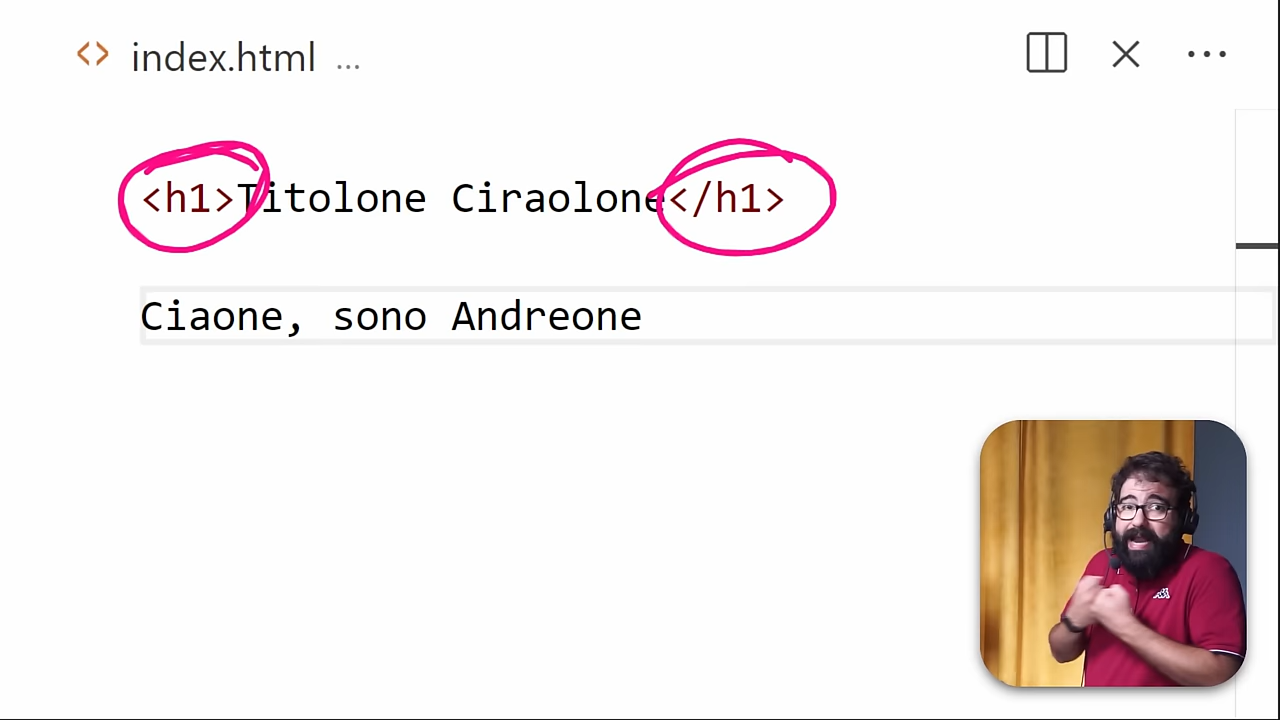 index.html ...
<h1>Titolone Ciraolone</h1>
Ciaone, sono Andreone